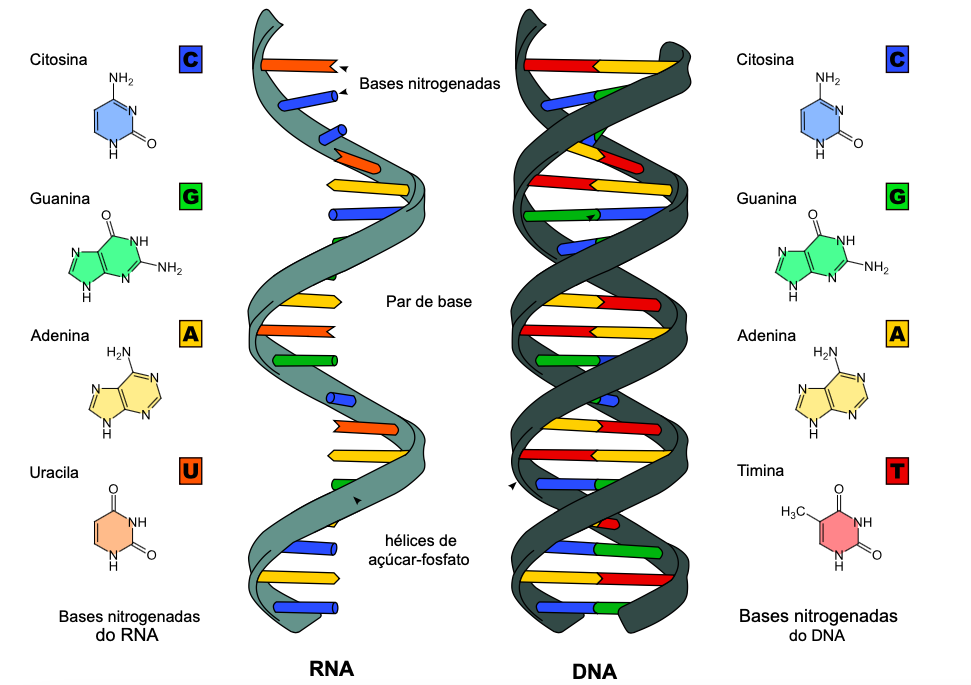 Citosina
C
NH₂
N
N
H
O
Guanina
G
O
N
NH
N
H
N
NH₂
Adenina
A
H₂N
N
N
N
H
N
Uracila
U
O
NH
N
H
O
Bases nitrogenadas
do RNA
Bases nitrogenadas
Par de base
hélices de
açúcar-fosfato
RNA
DNA
Citosina
C
NH₂
N
N
H
O
Guanina
G
O
N
NH
N
H
N
NH₂
Adenina
A
H₂N
N
N
N
H
N
Timina
T
O
H₃C
NH
N
H
O
Bases nitrogenadas
do DNA